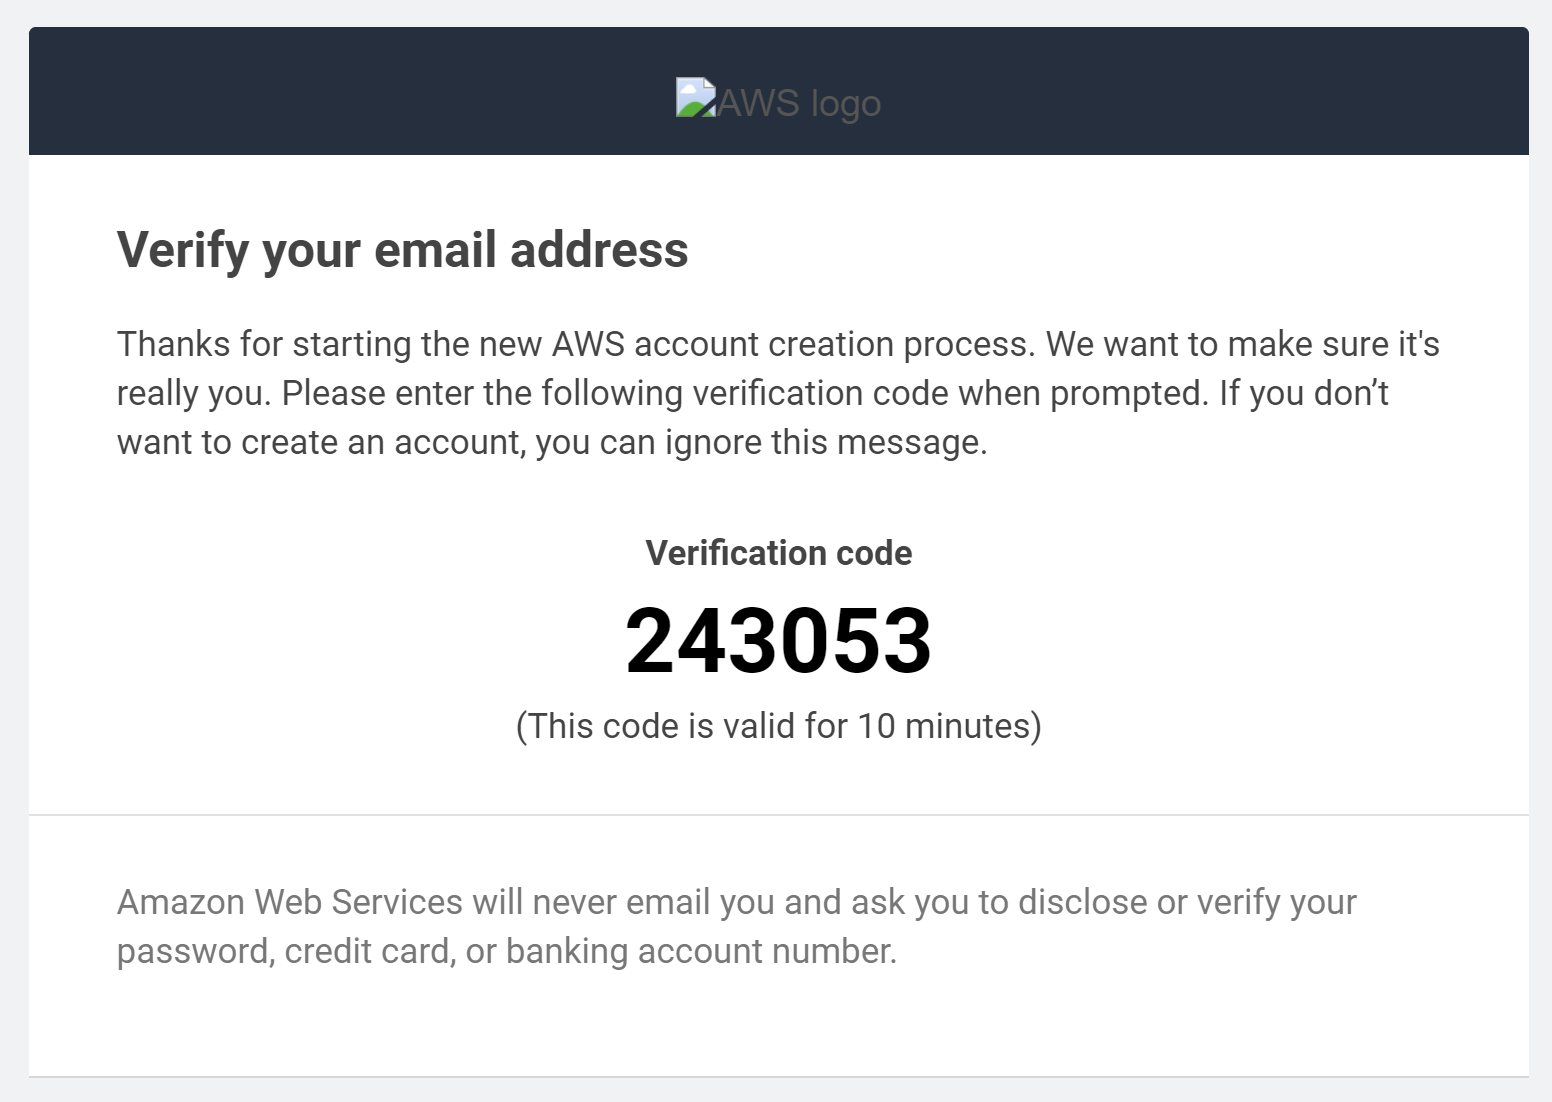 AWS logo
Verify your email address
Thanks for starting the new AWS account creation process. We want to make sure it's
really you. Please enter the following verification code when prompted. If you don’t
want to create an account, you can ignore this message.
Verification code
243053
(This code is valid for 10 minutes)
Amazon Web Services will never email you and ask you to disclose or verify your
password, credit card, or banking account number.